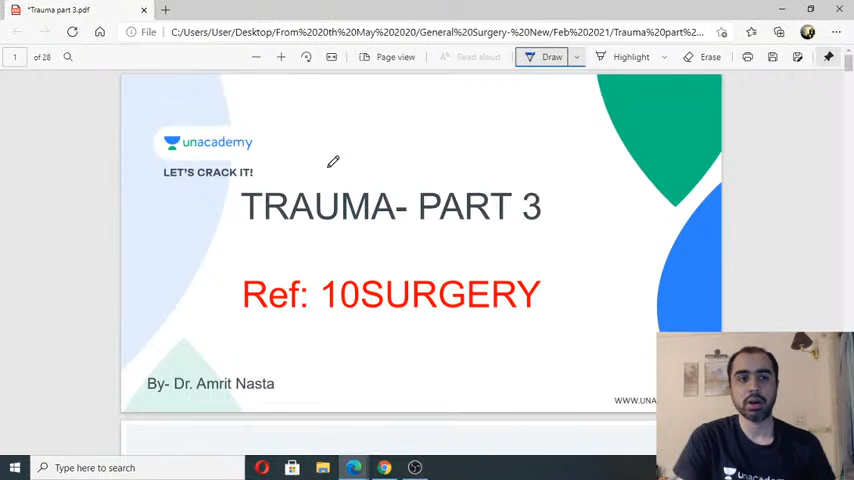 *Trauma part 3.pdf
File
C:/Users/User/Desktop/From%2020th%20May%202020/General%20Surgery-%20New/Feb%202021/Trauma%20part%2...
1 of 28
Page view
Read aloud
Draw
Highlight
Erase
unacademy
LET'S CRACK IT!
TRAUMA- PART 3
Ref: 10SURGERY
By- Dr. Amrit Nasta
WWW.UNA
unacademy
Type here to search